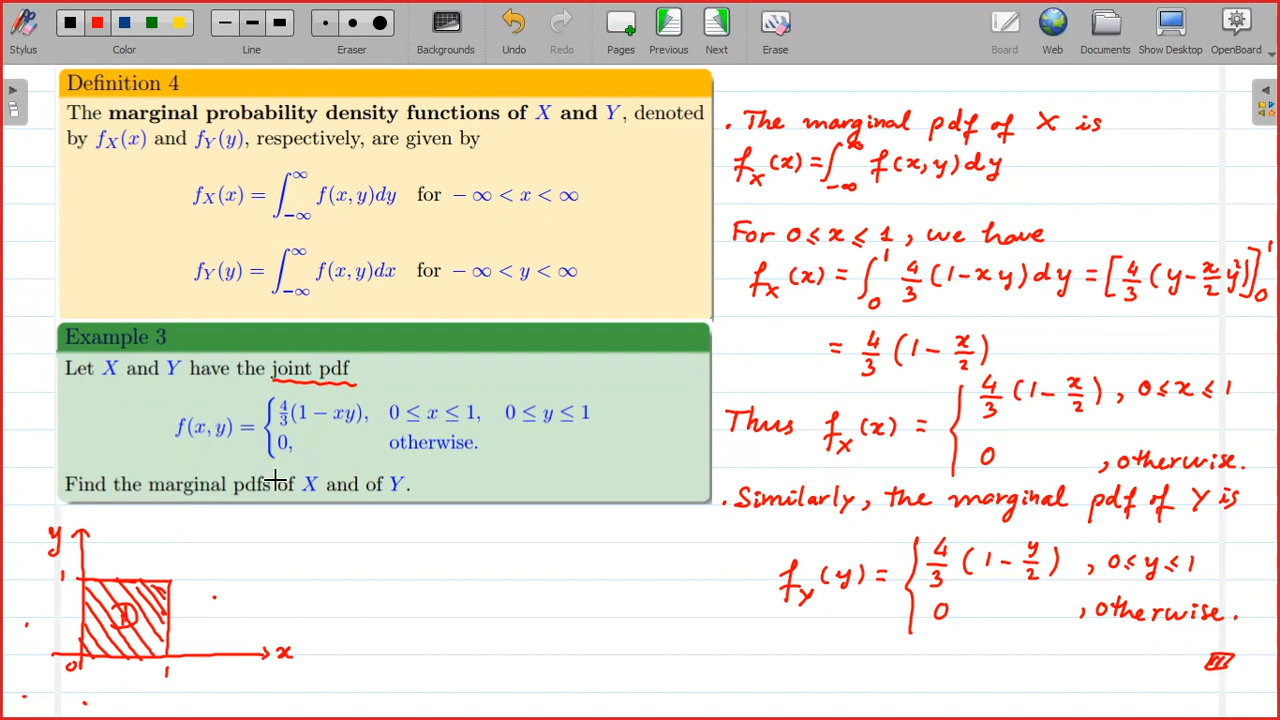 Stylus Color Line Eraser Backgrounds Undo Redo Pages Previous Next Erase Board Web Documents Show Desktop OpenBoard
Definition 4
The marginal probability density functions of X and Y, denoted
by f_X(x) and f_Y(y), respectively, are given by
f_X(x) = ∫_{-∞}^{∞} f(x, y)dy for − ∞ < x < ∞
f_Y(y) = ∫_{-∞}^{∞} f(x, y)dx for − ∞ < y < ∞
Example 3
Let X and Y have the joint pdf
f(x, y) = { 4/3(1 − xy), 0 ≤ x ≤ 1, 0 ≤ y ≤ 1
0, otherwise.
Find the marginal pdfs of X and of Y.
y
1
D
0 1 x
. The marginal pdf of X is
f_X(x) = ∫_{-∞}^{∞} f(x, y) dy
For 0 ≤ x ≤ 1, we have
f_X(x) = ∫_0^1 4/3 (1 - xy) dy = [4/3 (y - x/2 y²)]_0^1
= 4/3 (1 - x/2)
Thus f_X(x) = { 4/3 (1 - x/2), 0 ≤ x ≤ 1
0 , otherwise.
. Similarly, the marginal pdf of Y is
f_Y(y) = { 4/3 (1 - y/2) , 0 ≤ y ≤ 1
0 , otherwise.